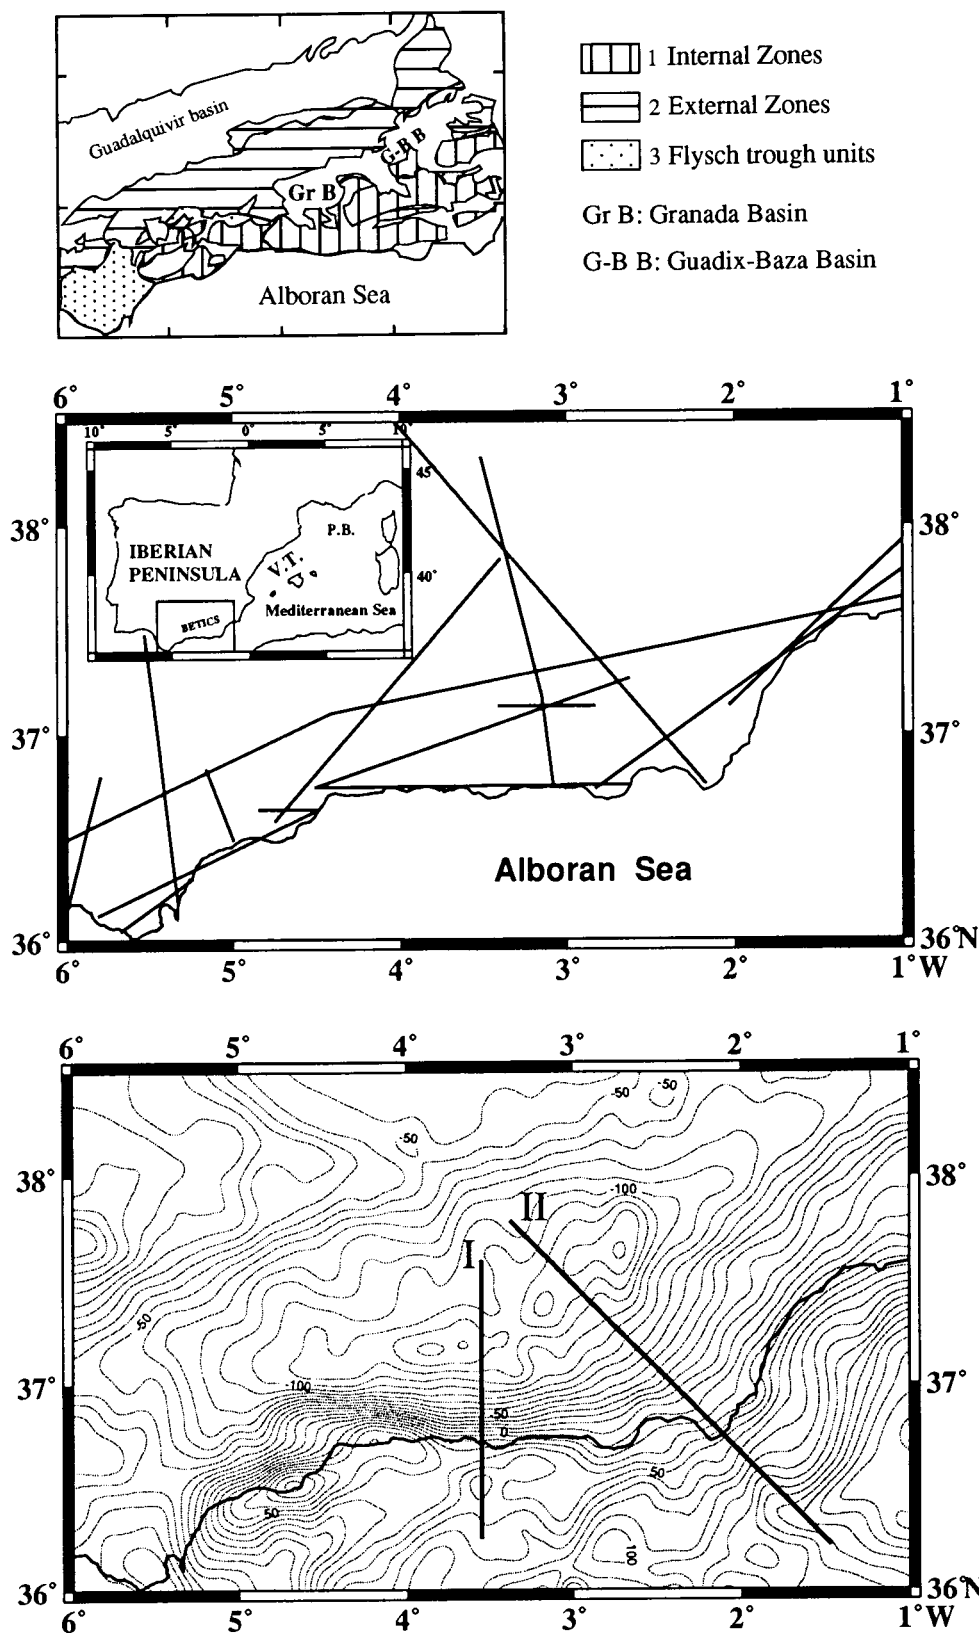 1 Internal Zones
2 External Zones
3 Flysch trough units
Gr B: Granada Basin
G-B B: Guadix-Baza Basin
Guadalquivir basin
G-B B
Gr B
Alboran Sea
6° 5° 4° 3° 2° 1°
10° 5° 0° 5° 10°
45°
P.B.
38° 38°
IBERIAN
PENINSULA
V.T.
40°
Mediterranean Sea
BETICS
37° 37°
Alboran Sea
36° 36°N
6° 5° 4° 3° 2° 1°W
6° 5° 4° 3° 2° 1°
-50
-50
-50
38° 38°
-100
II
I
-50
37° 37°
-100
-50
0
50
50
100
36° 36°N
6° 5° 4° 3° 2° 1°W